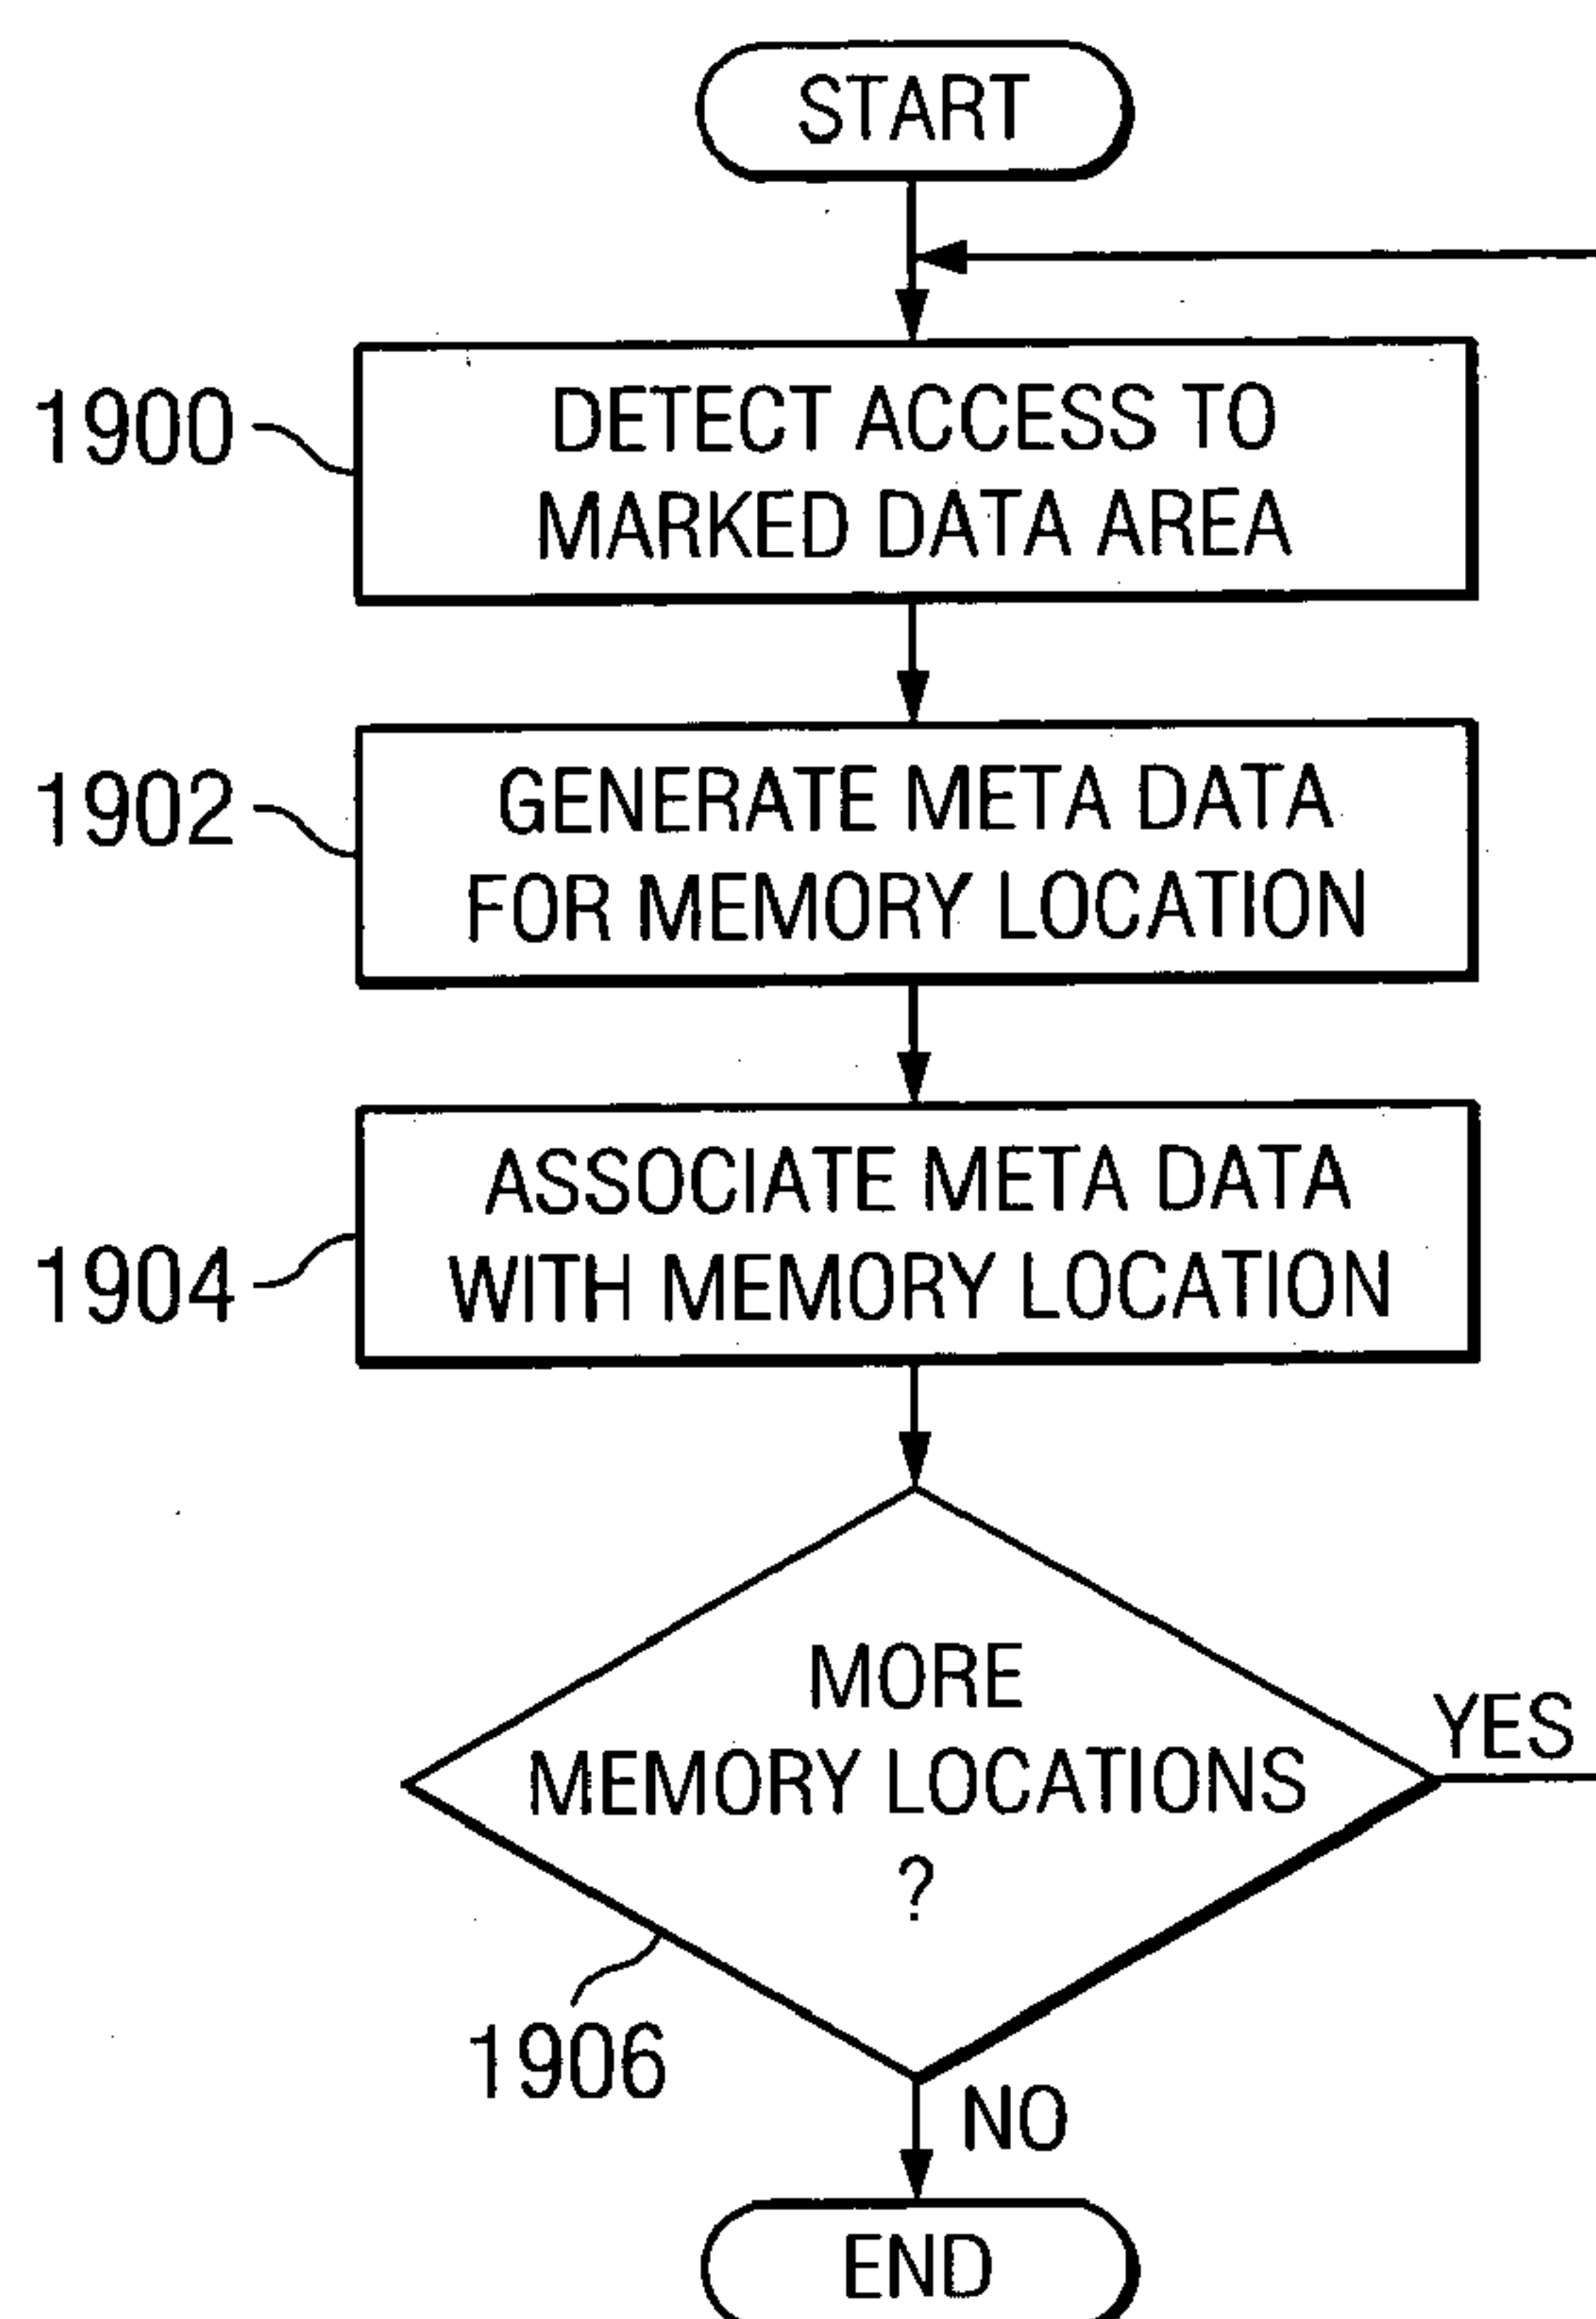 START
1900
DETECT ACCESS TO
MARKED DATA AREA
1902
GENERATE META DATA
FOR MEMORY LOCATION
1904
ASSOCIATE META DATA
WITH MEMORY LOCATION
MORE
MEMORY LOCATIONS
?
YES
1906
NO
END